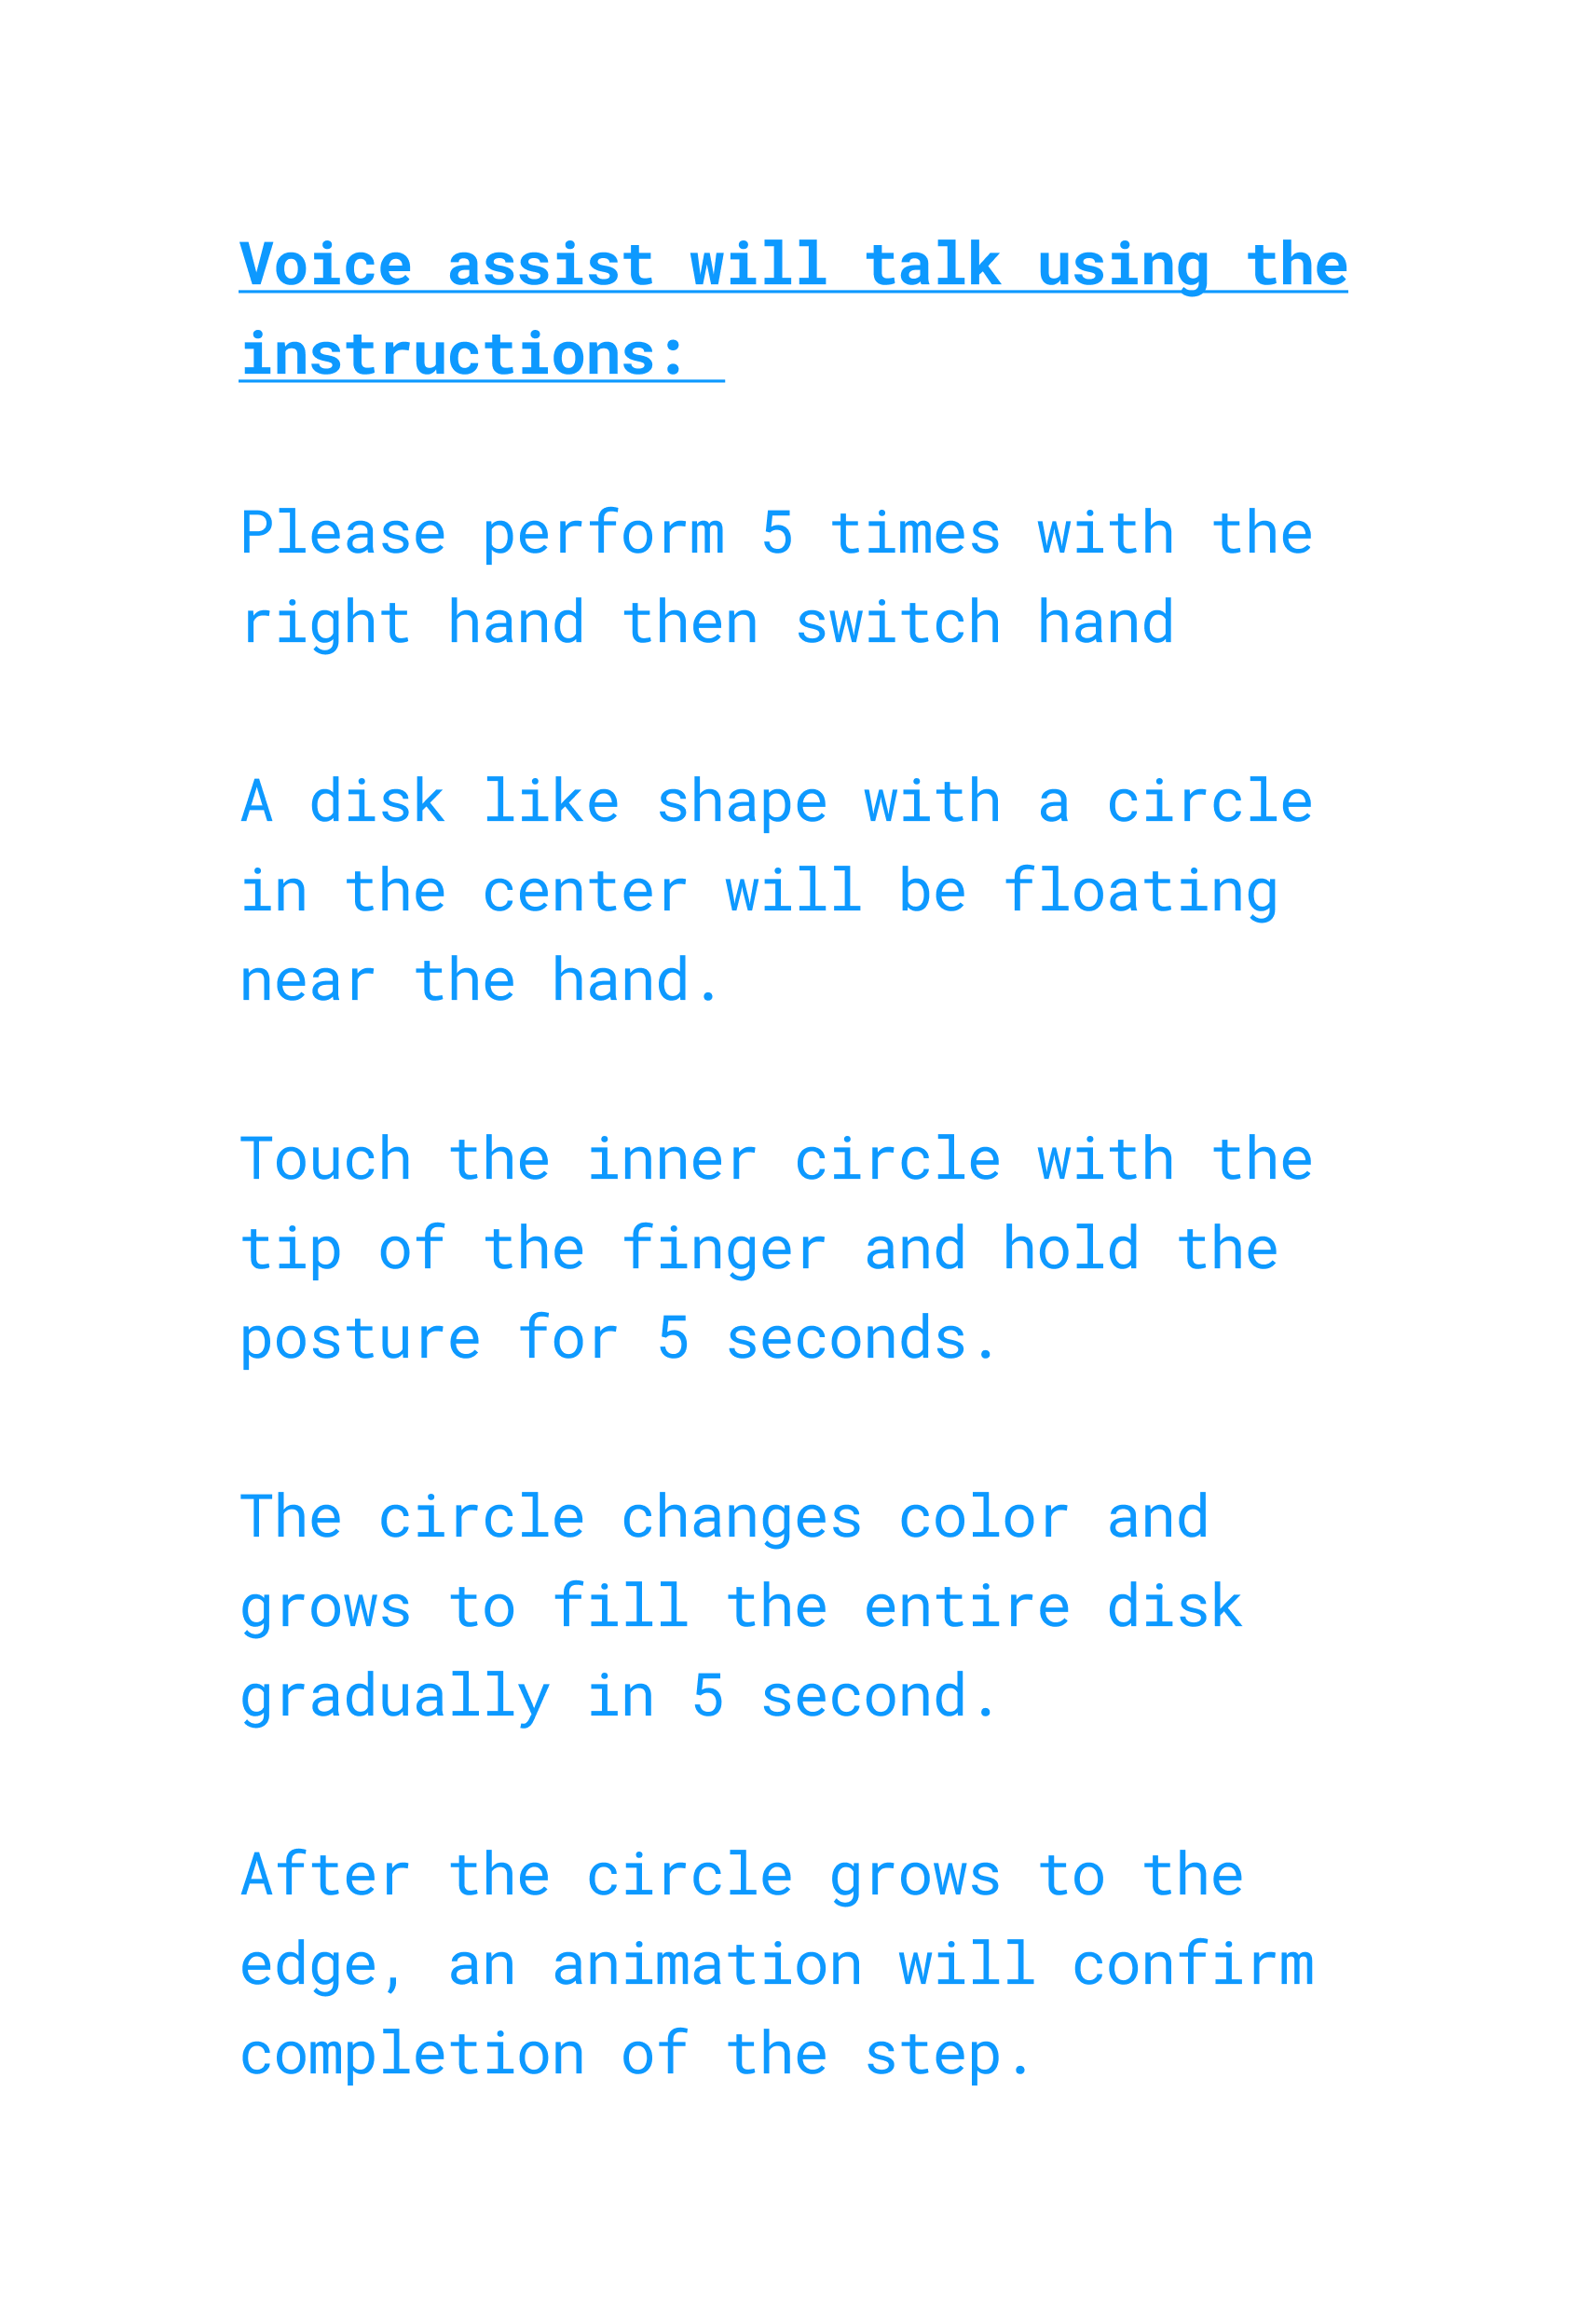 Voice assist will talk using the
instructions:
Please perform 5 times with the
right hand then switch hand
A disk like shape with a circle
in the center will be floating
near the hand.
Touch the inner circle with the
tip of the finger and hold the
posture for 5 seconds.
The circle changes color and
grows to fill the entire disk
gradually in 5 second.
After the circle grows to the
edge, an animation will confirm
completion of the step.